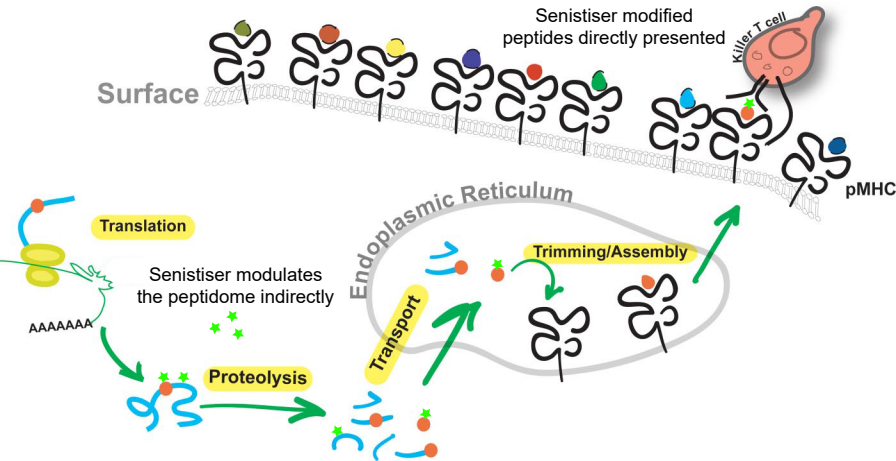 Senistiser modified
peptides directly presented
Killer T cell
Surface
pMHC
Endoplasmic Reticulum
Translation
Trimming/Assembly
Senistiser modulates
the peptidome indirectly
AAAAAAA
Transport
Proteolysis